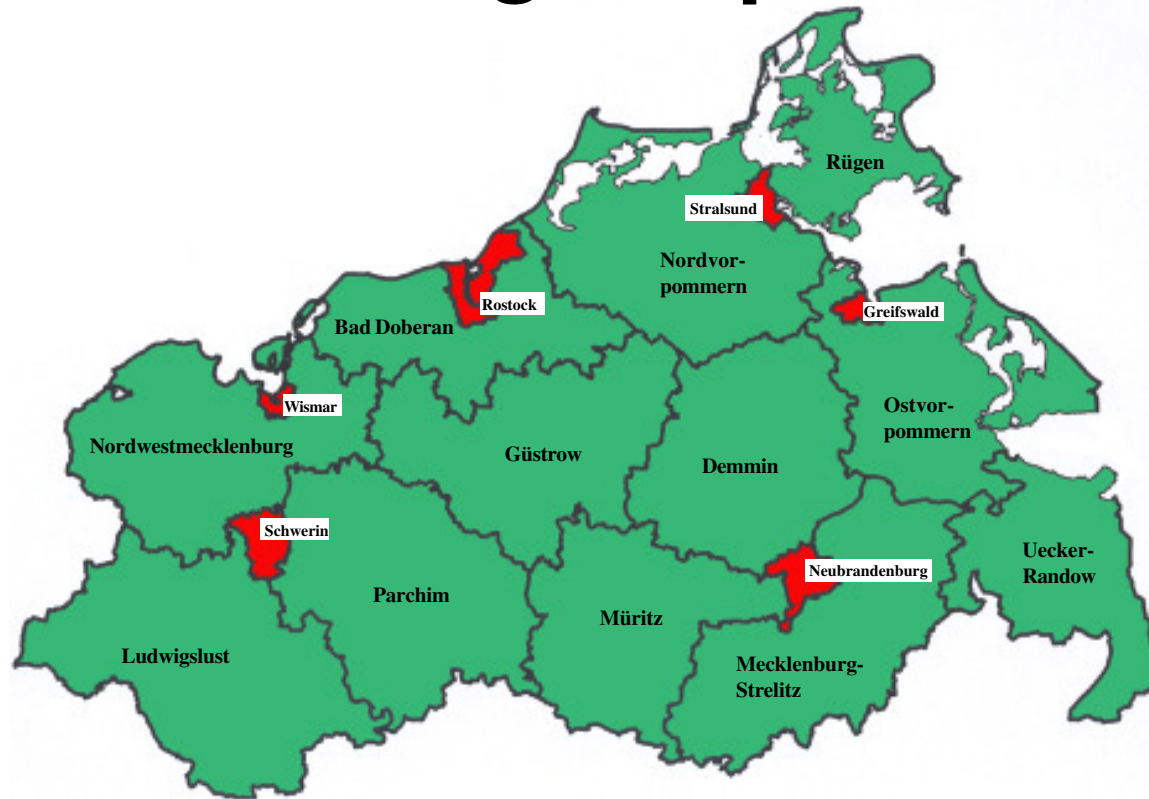 Rügen
Stralsund
Nordvor-
pommern
Rostock
Greifswald
Bad Doberan
Wismar
Ostvor-
pommern
Nordwestmecklenburg
Güstrow
Demmin
Schwerin
Uecker-
Randow
Neubrandenburg
Parchim
Müritz
Ludwigslust
Mecklenburg-
Strelitz